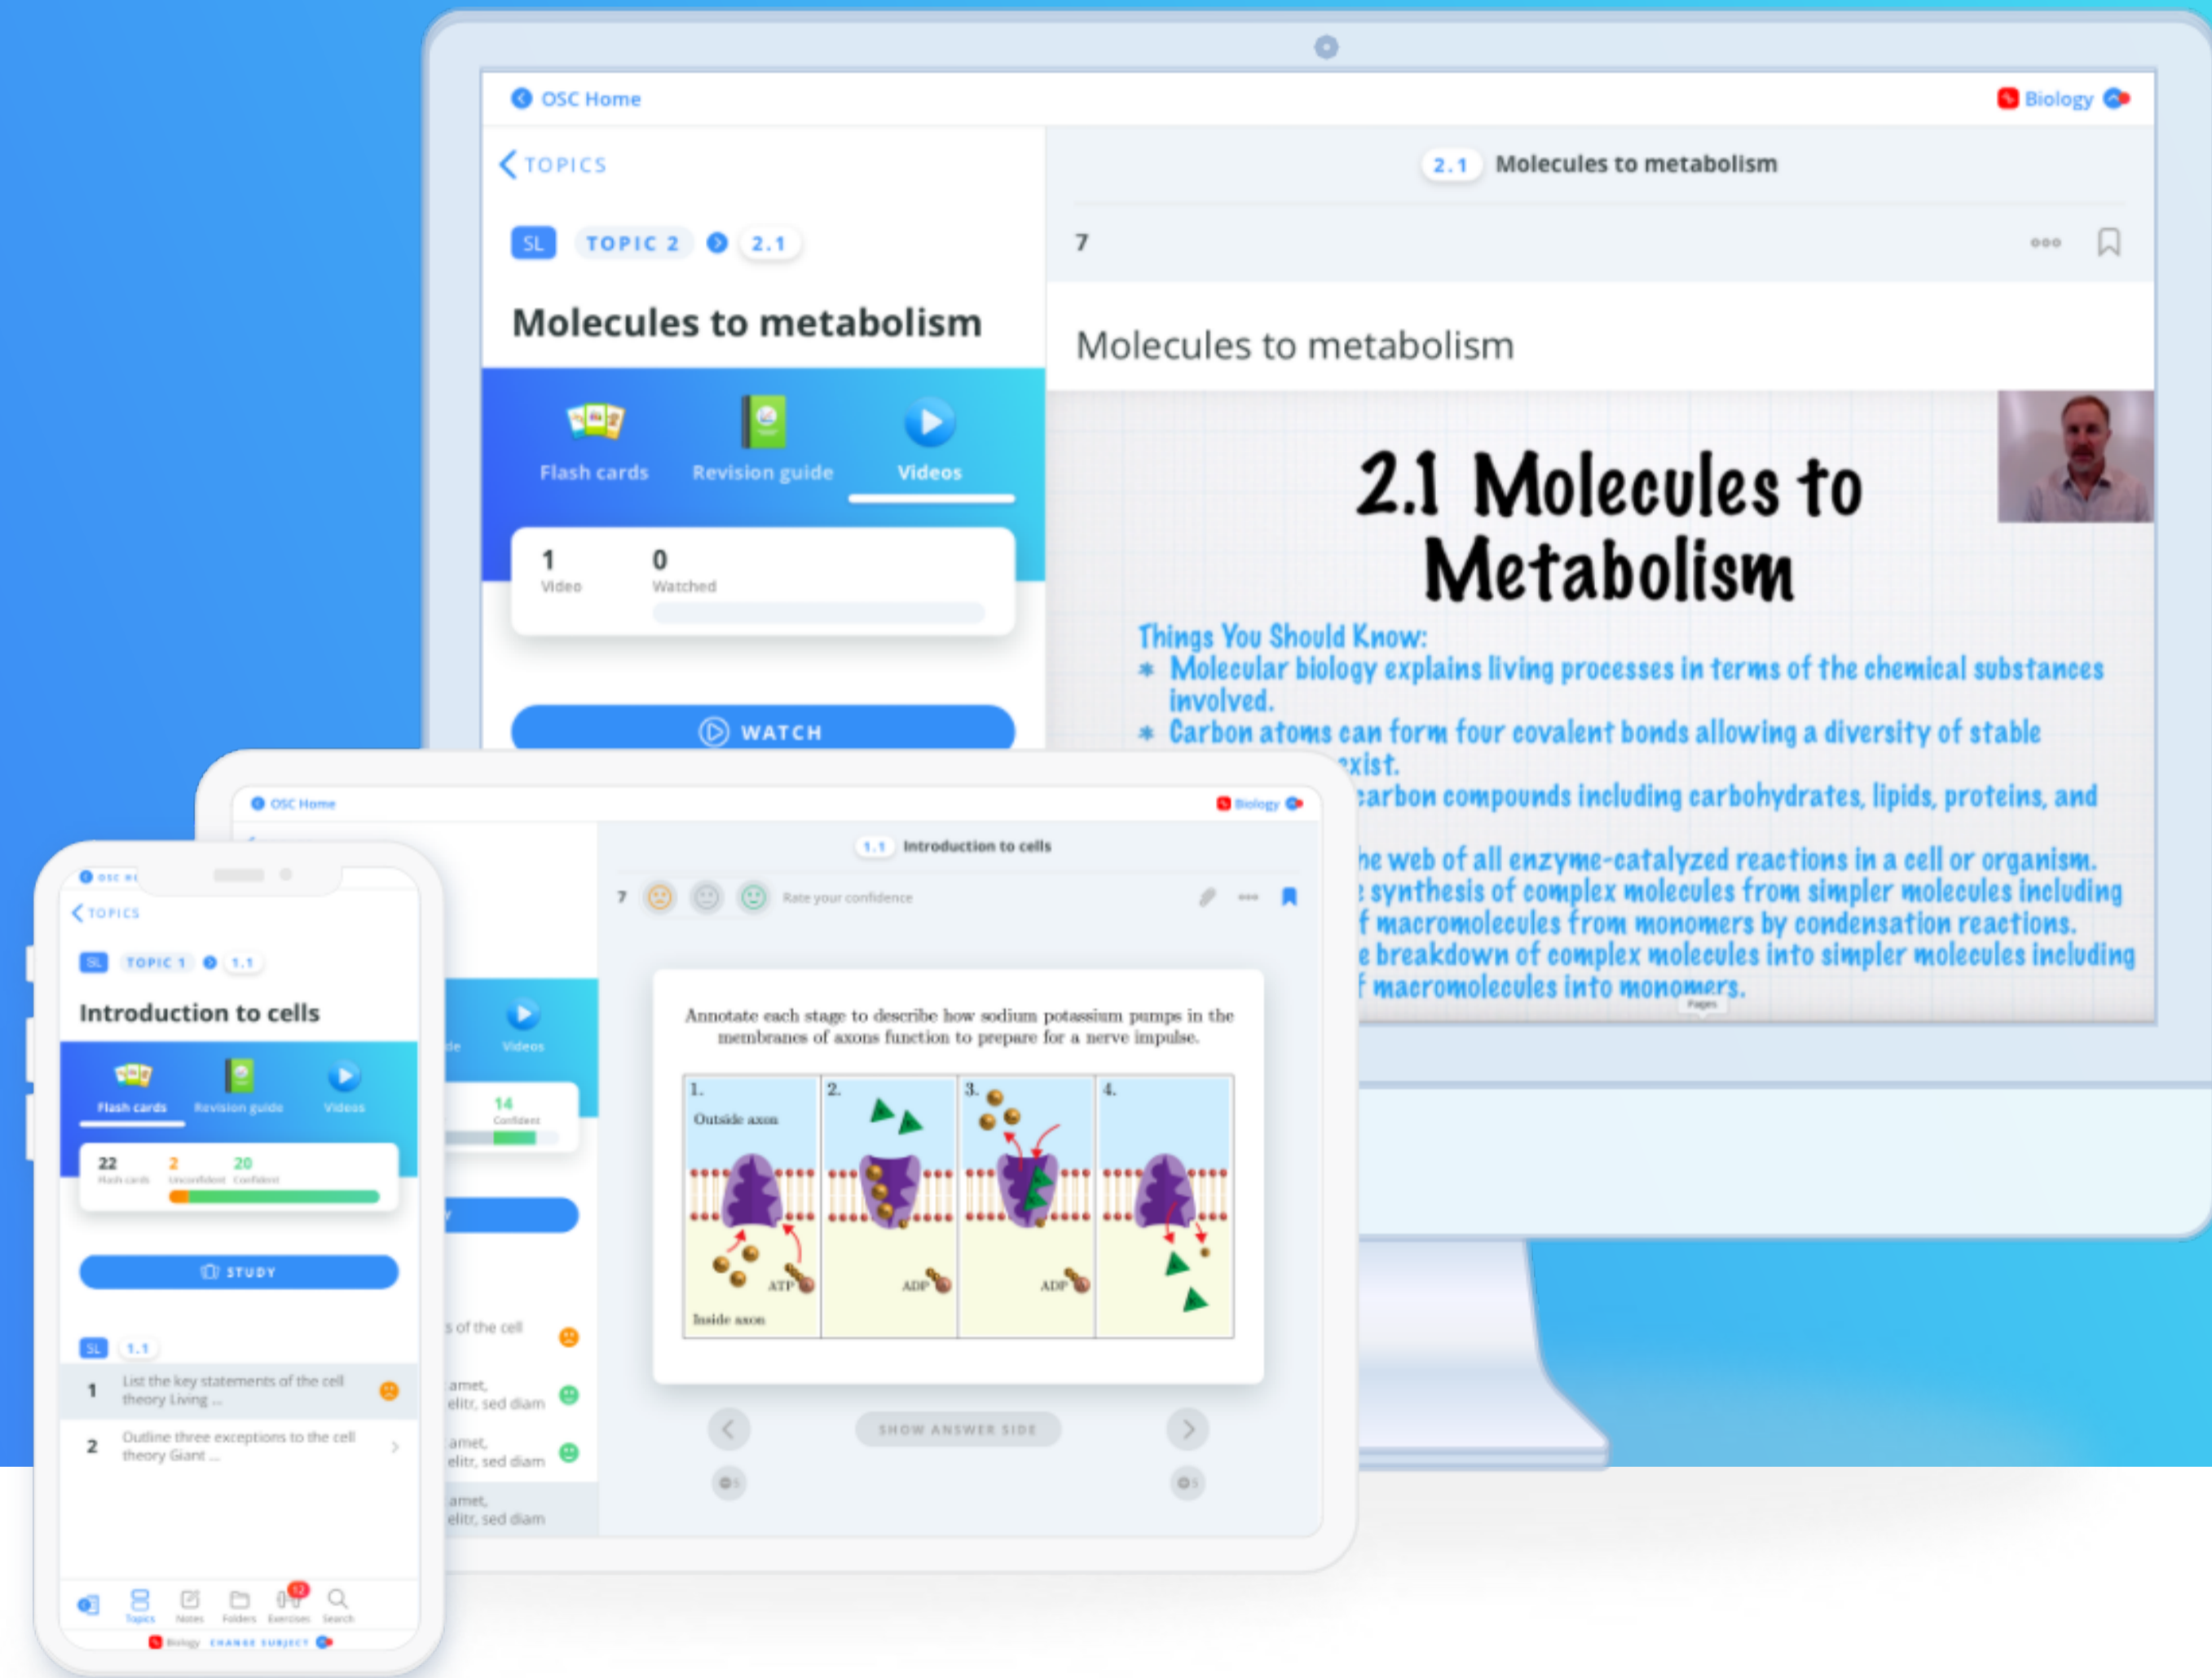 OSC Home
Biology
TOPICS
SL TOPIC 2 2.1
Molecules to metabolism
Flash cards Revision guide Videos
1 0
Video Watched
WATCH
2.1 Molecules to metabolism
7
Molecules to metabolism
2.1 Molecules to
Metabolism
Things You Should Know:
* Molecular biology explains living processes in terms of the chemical substances
involved.
* Carbon atoms can form four covalent bonds allowing a diversity of stable
exist.
carbon compounds including carbohydrates, lipids, proteins, and
he web of all enzyme-catalyzed reactions in a cell or organism.
synthesis of complex molecules from simpler molecules including
f macromolecules from monomers by condensation reactions.
e breakdown of complex molecules into simpler molecules including
f macromolecules into monomers.
Pages
OSC Home
Biology
Videos
14
Confident
s of the cell
amet,
elitr, sed diam
amet,
elitr, sed diam
amet,
elitr, sed diam
1.1 Introduction to cells
7 Rate your confidence
Annotate each stage to describe how sodium potassium pumps in the
membranes of axons function to prepare for a nerve impulse.
1. 2. 3. 4.
Outside axon
ATP ADP ADP
Inside axon
SHOW ANSWER SIDE
5 5
OSC
TOPICS
SL TOPIC 1 1.1
Introduction to cells
Flash cards Revision guide Videos
22 2 20
Flash cards Unconfident Confident
STUDY
SL 1.1
1 List the key statements of the cell
theory Living ...
2 Outline three exceptions to the cell
theory Giant ...
12
Topics Notes Folders Exercises Search
Biology CHANGE SUBJECT